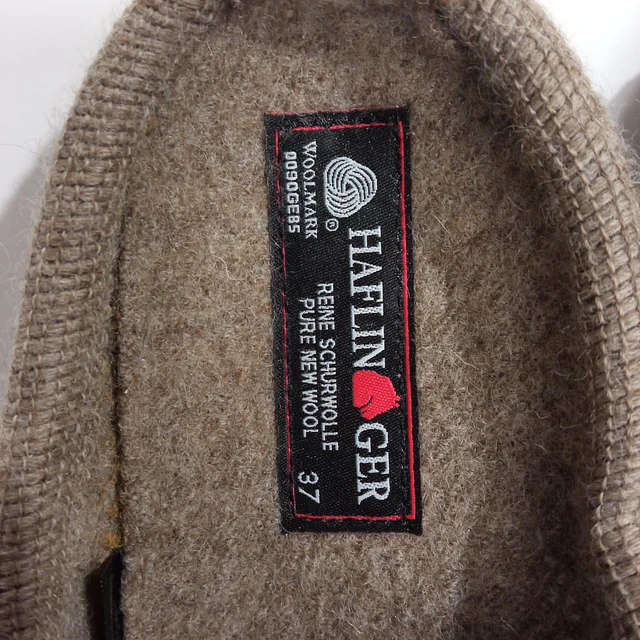 HAFLINGER
WOOLMARK ®
0090GE85
REINE SCHURWOLLE
PURE NEW WOOL
37